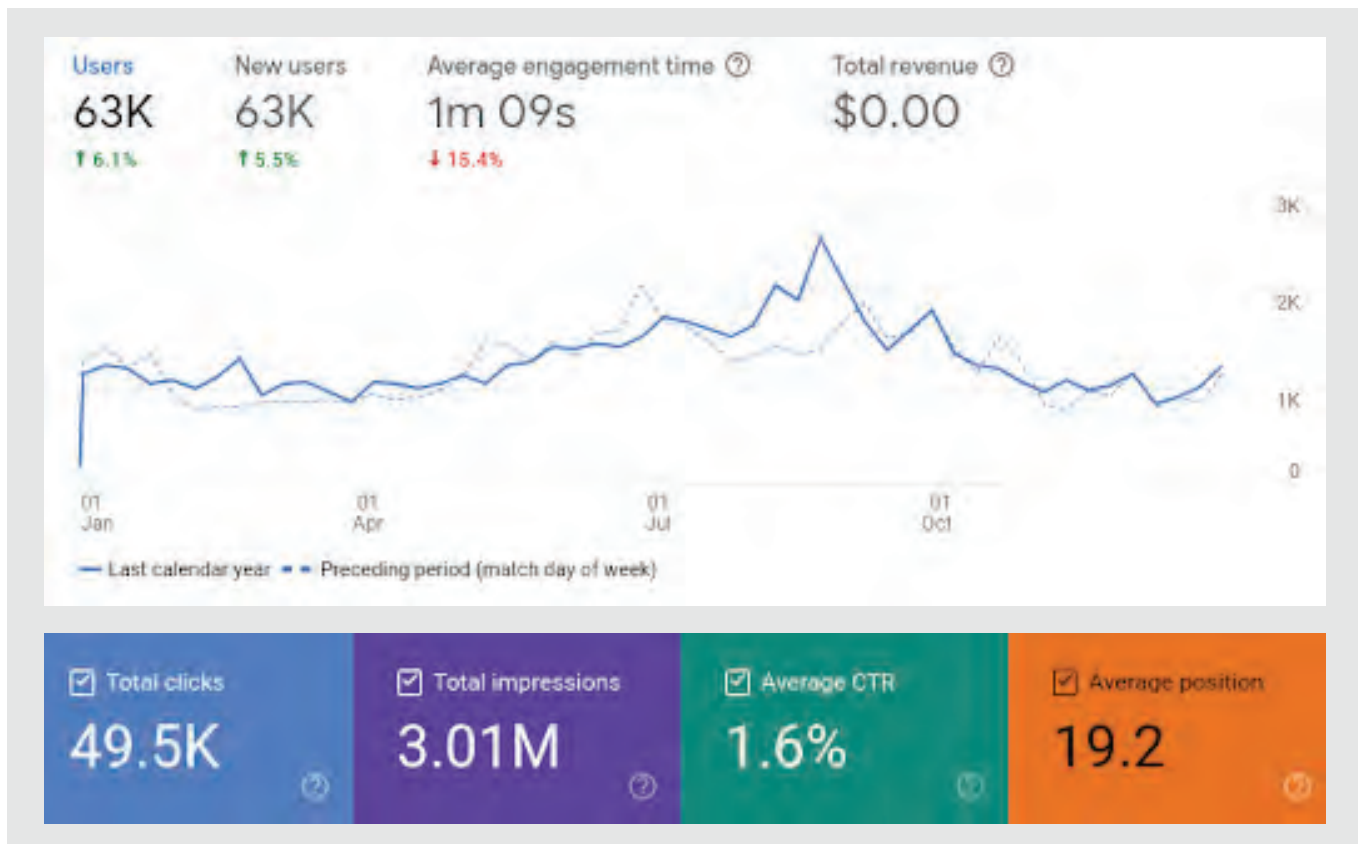 Users New users Average engagement time Total revenue
63K 63K 1m 09s $0.00
↑ 6.1% ↑ 5.5% ↓ 15.4%
3K
2K
1K
0
01 01 01 01
Jan Apr Jul Oct
Last calendar year Preceding period (match day of week)
Total clicks Total impressions Average CTR Average position
49.5K 3.01M 1.6% 19.2